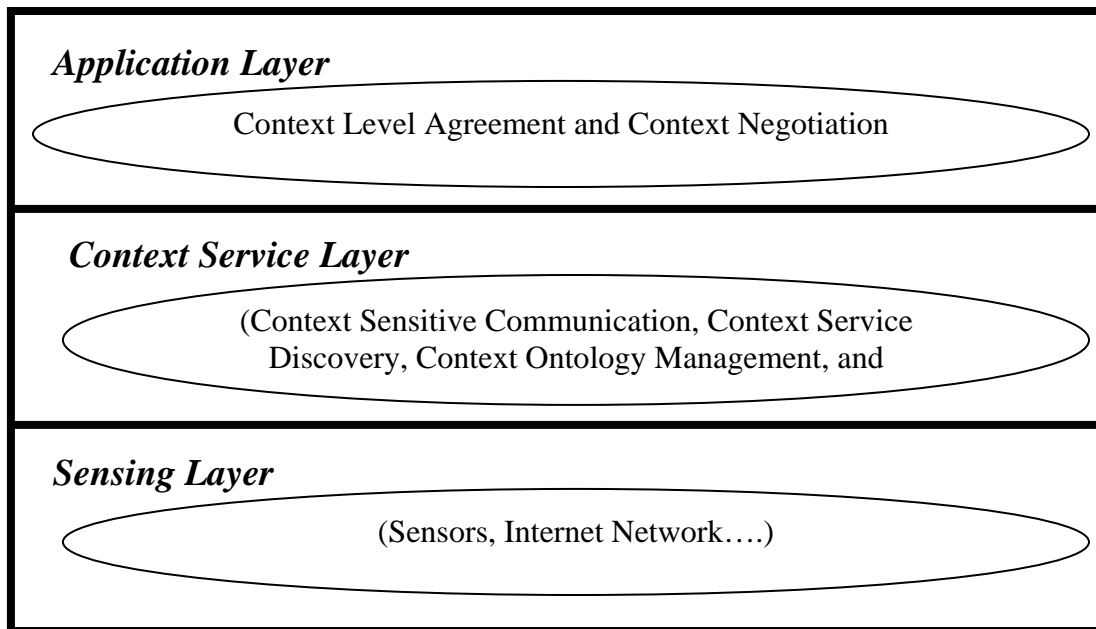 Application Layer
Context Level Agreement and Context Negotiation
Context Service Layer
(Context Sensitive Communication, Context Service
Discovery, Context Ontology Management, and
Sensing Layer
(Sensors, Internet Network….)